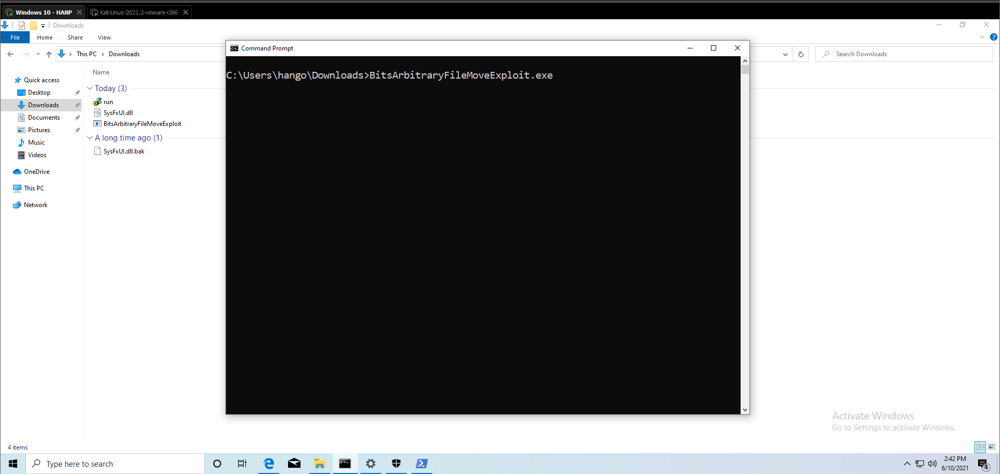 Windows 10 - HANP
Kali-Linux-2021.2-vmware-i386
Downloads
File
Home
Share
View
This PC
Downloads
Search Downloads
Command Prompt
C:\Users\hango\Downloads>BitsArbitraryFileMoveExploit.exe
Name
Quick access
Desktop
Downloads
Documents
Pictures
Music
Videos
OneDrive
This PC
Network
Today (3)
run
SysFxUI.dll
BitsArbitraryFileMoveExploit
A long time ago (1)
SysFxUI.dll.bak
Activate Windows
Go to Settings to activate Windows.
4 items
Type here to search
2:42 PM
6/10/2021
4